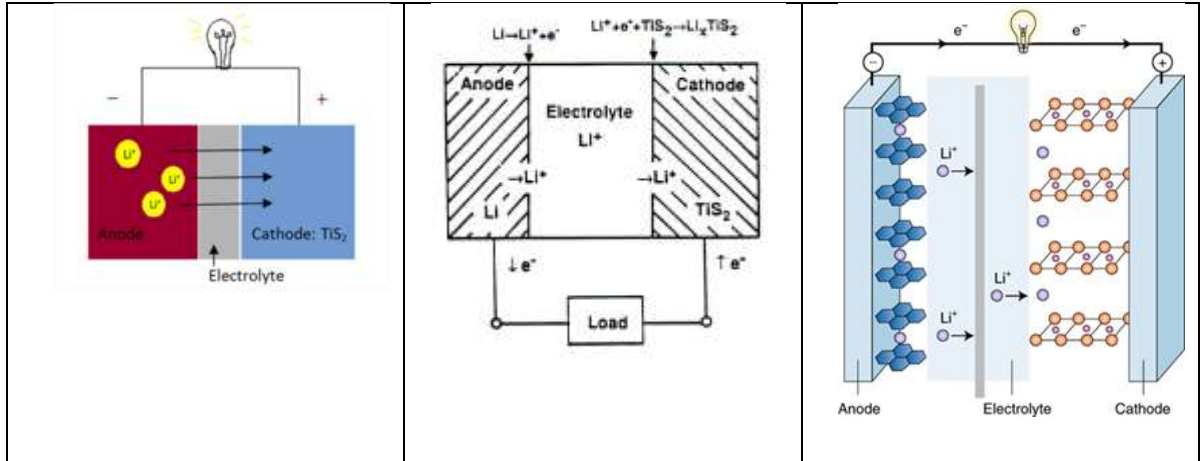 −
+
Li⁺
Li⁺
Li⁺
Anode
Cathode: TiS₂
Electrolyte
Li→Li⁺+e⁻
Li⁺+e⁻+TiS₂→LiₓTiS₂
Anode
Cathode
Electrolyte
Li⁺
→Li⁺
→Li⁺
Li
TiS₂
↓e⁻
↑e⁻
Load
e⁻
e⁻
−
+
Li⁺
Li⁺
Li⁺
Anode
Electrolyte
Cathode